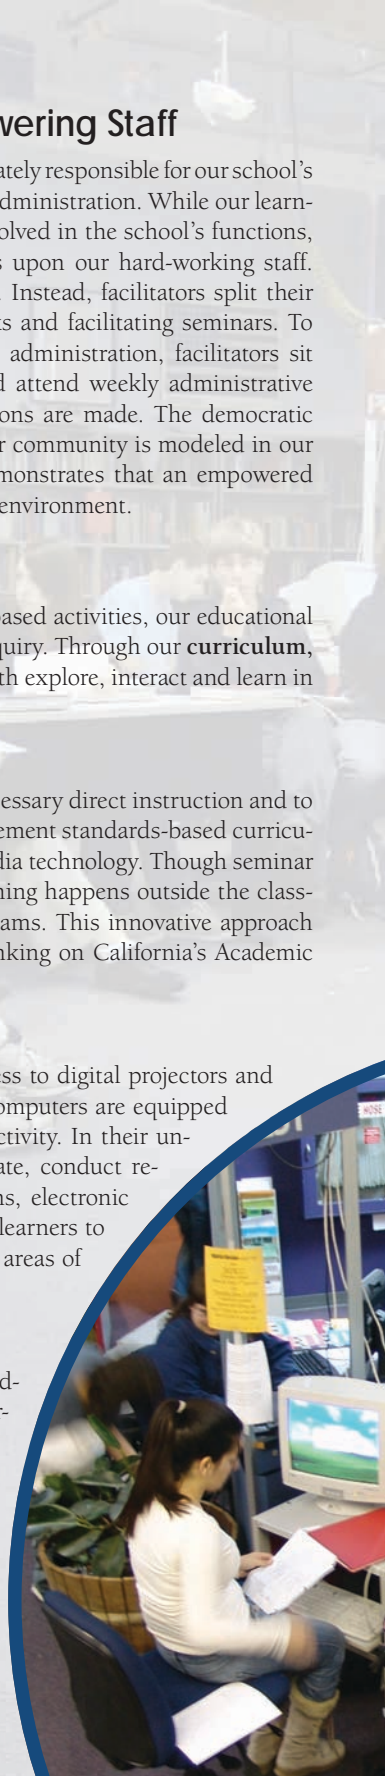 wering Staff
ately responsible for our school's
dministration. While our learn-
olved in the school's functions,
s upon our hard-working staff.
Instead, facilitators split their
ks and facilitating seminars. To
administration, facilitators sit
d attend weekly administrative
ons are made. The democratic
r community is modeled in our
monstrates that an empowered
environment.
ased activities, our educational
quiry. Through our curriculum,
th explore, interact and learn in
essary direct instruction and to
ement standards-based curricu-
dia technology. Though seminar
ning happens outside the class-
ams. This innovative approach
nking on California's Academic
ss to digital projectors and
omputers are equipped
ctivity. In their un-
ate, conduct re-
ns, electronic
learners to
areas of
d-
r-
HOSE